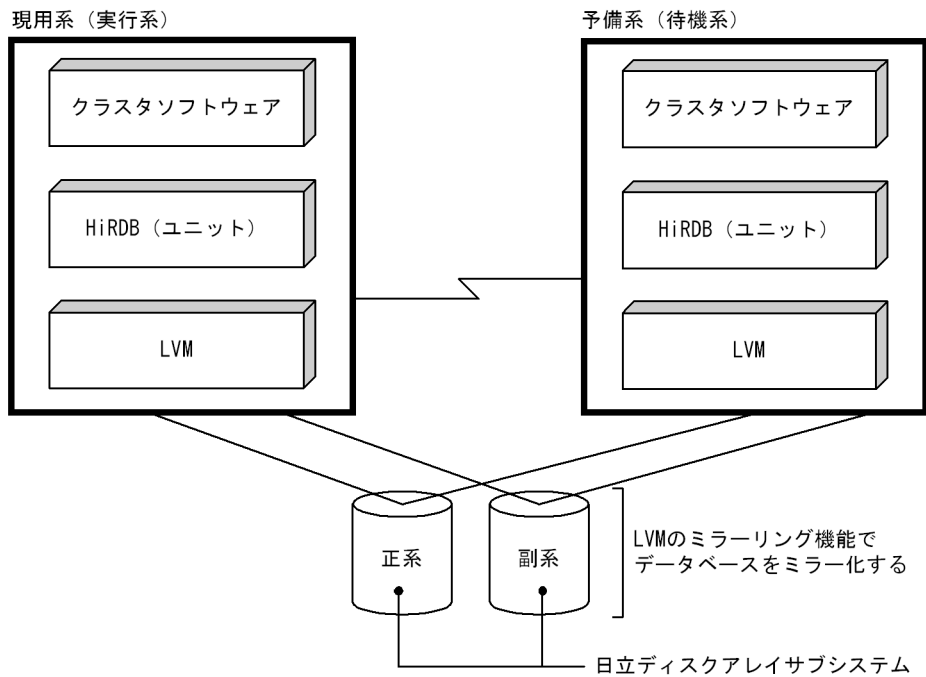 現用系（実行系）
クラスタソフトウェア
HiRDB（ユニット）
LVM
予備系（待機系）
クラスタソフトウェア
HiRDB（ユニット）
LVM
正系
副系
LVMのミラーリング機能で
データベースをミラー化する
日立ディスクアレイサブシステム